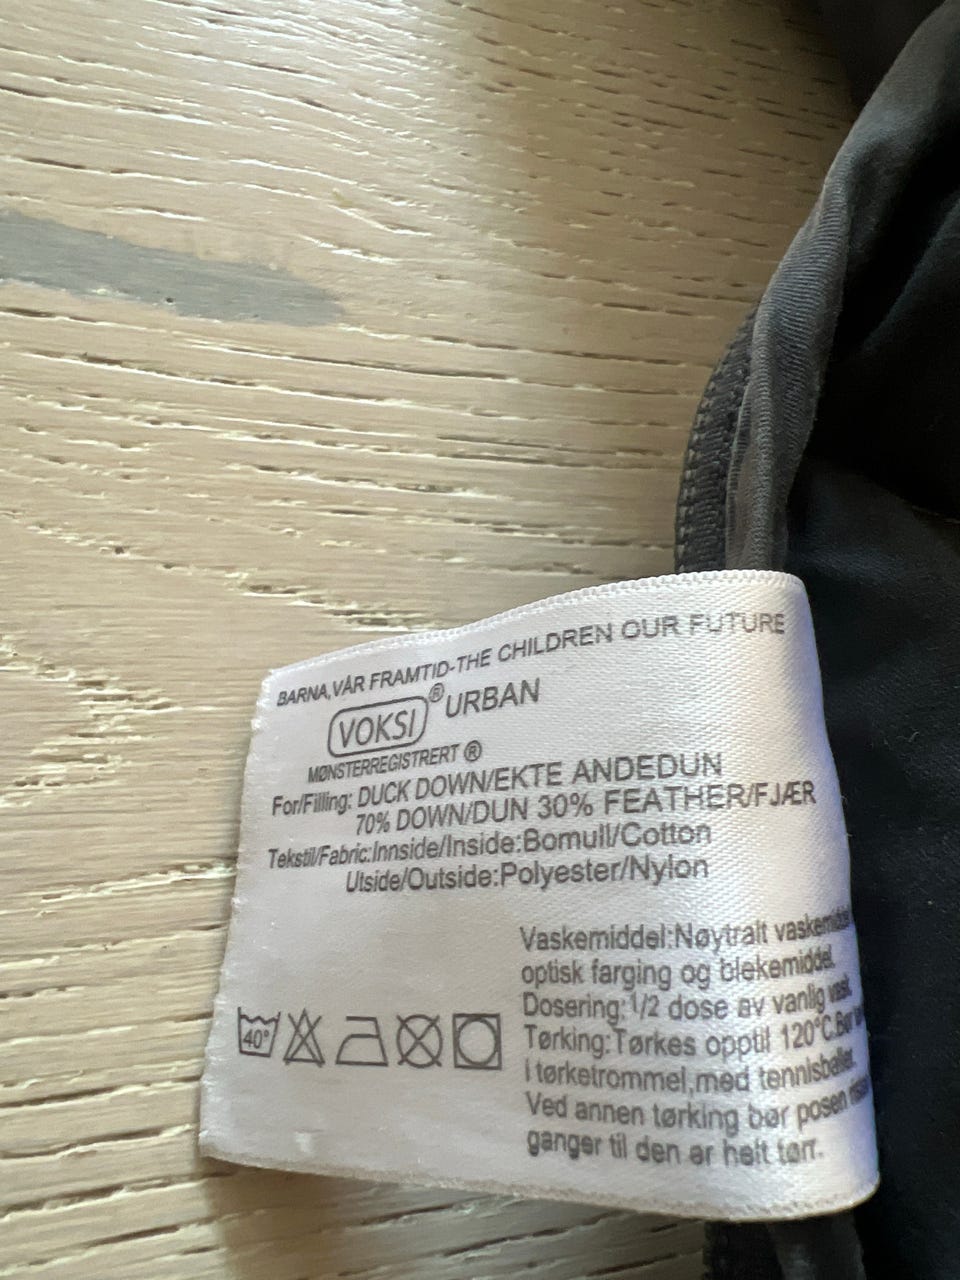 BARNA,VÅR FRAMTID-THE CHILDREN OUR FUTURE
VOKSI® URBAN
MØNSTERREGISTRERT ®
For/Filling: DUCK DOWN/EKTE ANDEDUN
70% DOWN/DUN 30% FEATHER/FJÆR
Tekstil/Fabric:Innside/Inside:Bomull/Cotton
Utside/Outside:Polyester/Nylon
Vaskemiddel:Nøytralt vaskemiddel
optisk farging og blekemiddel.
Dosering:1/2 dose av vanlig vask.
Tørking:Tørkes opptil 120°C.Bør
i tørketrommel,med tennisballer.
Ved annen tørking bør posen
ganger til den er helt tørr.
40°